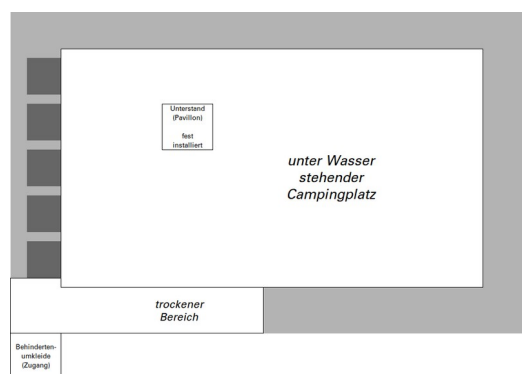 Unterstand
(Pavillon)
fest
installiert
unter Wasser
stehender
Campingplatz
trockener
Bereich
Behinderten-
umkleide
(Zugang)